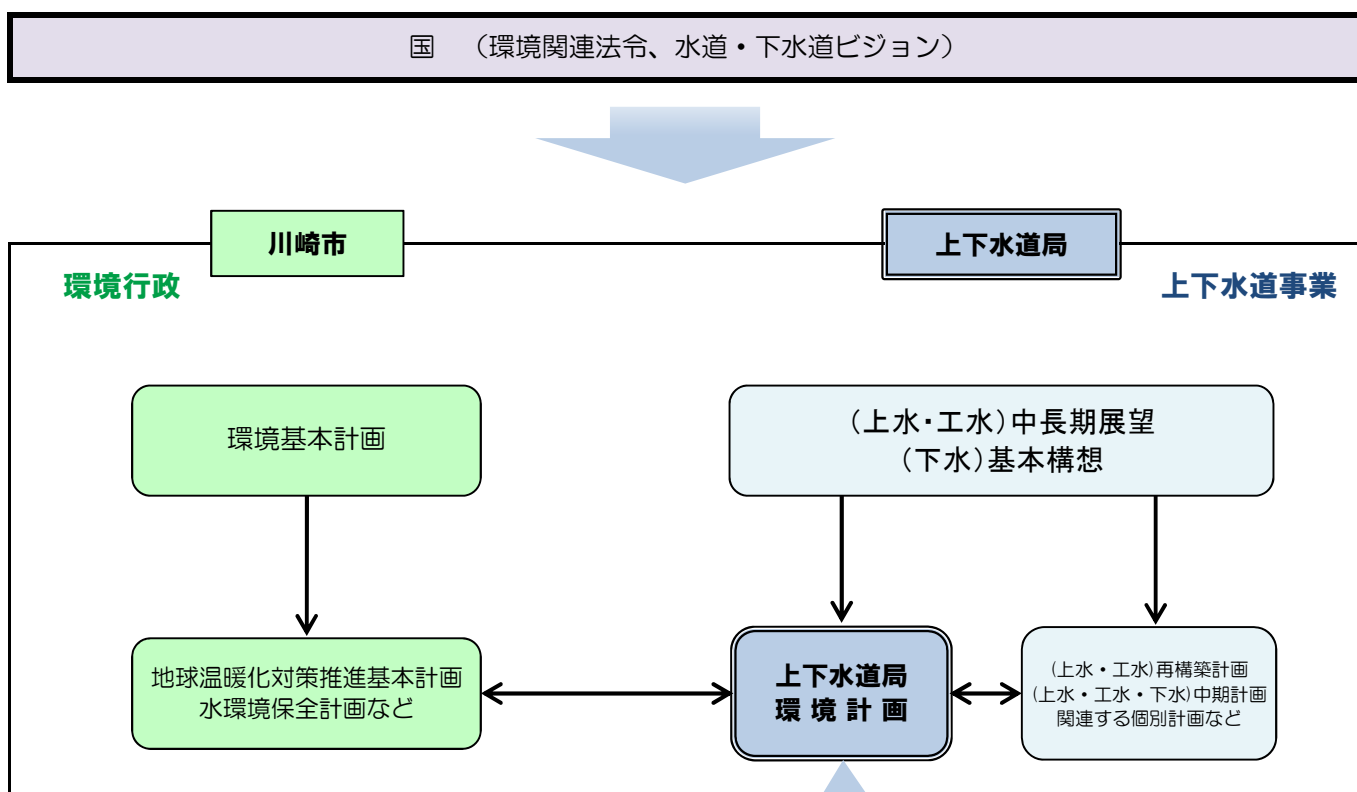 国 (環境関連法令、水道・下水道ビジョン)
川崎市
上下水道局
環境行政
上下水道事業
環境基本計画
(上水・工水)中長期展望
(下水)基本構想
地球温暖化対策推進基本計画
水環境保全計画など
上下水道局
環境計画
(上水・工水)再構築計画
(上水・工水・下水)中期計画
関連する個別計画など